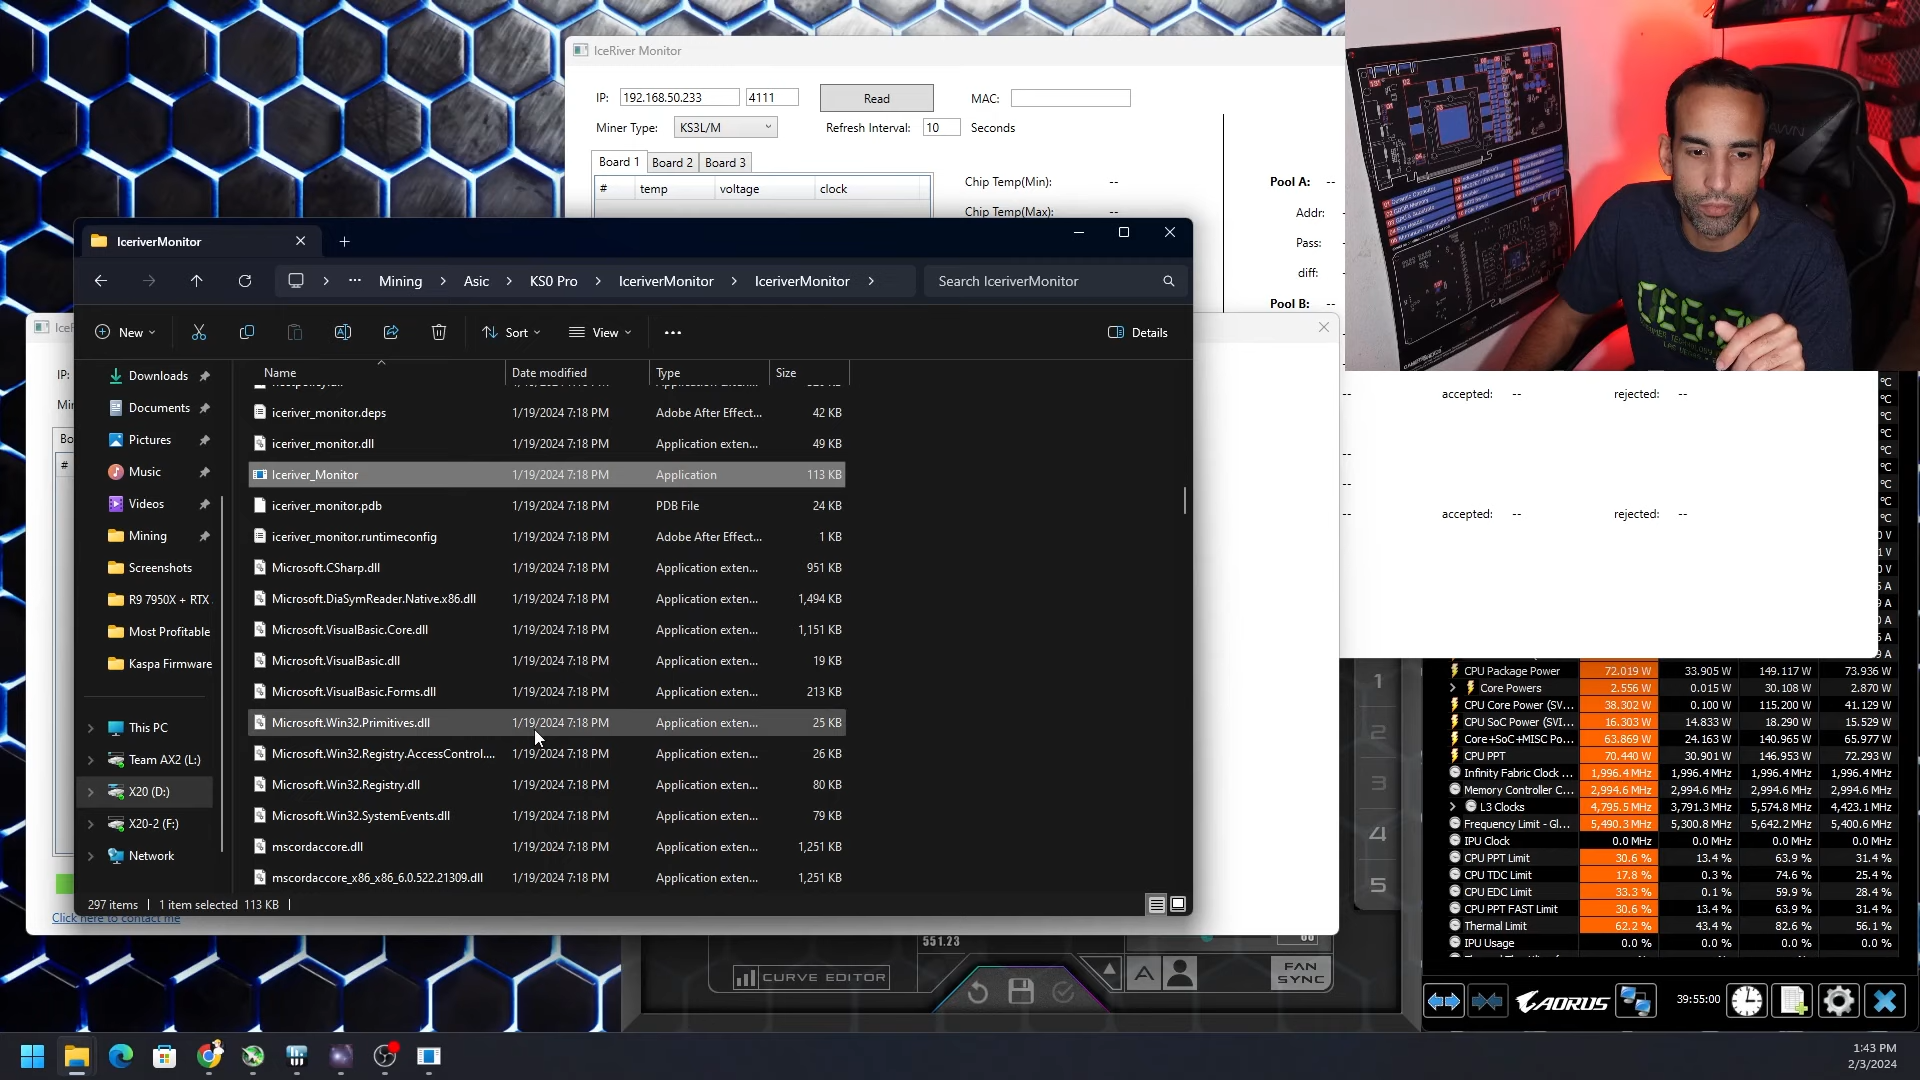 IceRiver Monitor
IP: 192.168.50.233 4111 Read MAC:
Miner Type: KS3L/M Refresh Interval: 10 Seconds
Board 1 Board 2 Board 3
# temp voltage clock
Chip Temp(Min): --
Chip Temp(Max): --
Pool A: --
Addr:
Pass:
diff:
Pool B: --
IceriverMonitor
Mining Asic KS0 Pro IceriverMonitor IceriverMonitor Search IceriverMonitor
New Sort View Details
Name Date modified Type Size
iceriver_monitor.deps 1/19/2024 7:18 PM Adobe After Effect... 42 KB
iceriver_monitor.dll 1/19/2024 7:18 PM Application exten... 49 KB
Iceriver_Monitor 1/19/2024 7:18 PM Application 113 KB
iceriver_monitor.pdb 1/19/2024 7:18 PM PDB File 24 KB
iceriver_monitor.runtimeconfig 1/19/2024 7:18 PM Adobe After Effect... 1 KB
Microsoft.CSharp.dll 1/19/2024 7:18 PM Application exten... 951 KB
Microsoft.DiaSymReader.Native.x86.dll 1/19/2024 7:18 PM Application exten... 1,494 KB
Microsoft.VisualBasic.Core.dll 1/19/2024 7:18 PM Application exten... 1,151 KB
Microsoft.VisualBasic.dll 1/19/2024 7:18 PM Application exten... 19 KB
Microsoft.VisualBasic.Forms.dll 1/19/2024 7:18 PM Application exten... 213 KB
Microsoft.Win32.Primitives.dll 1/19/2024 7:18 PM Application exten... 25 KB
Microsoft.Win32.Registry.AccessControl.... 1/19/2024 7:18 PM Application exten... 26 KB
Microsoft.Win32.Registry.dll 1/19/2024 7:18 PM Application exten... 80 KB
Microsoft.Win32.SystemEvents.dll 1/19/2024 7:18 PM Application exten... 79 KB
mscordaccore.dll 1/19/2024 7:18 PM Application exten... 1,251 KB
mscordaccore_x86_x86_6.0.522.21309.dll 1/19/2024 7:18 PM Application exten... 1,251 KB
Downloads
Documents
Pictures
Music
Videos
Mining
Screenshots
R9 7950X + RTX
Most Profitable
Kaspa Firmware
This PC
Team AX2 (L:)
X20 (D:)
X20-2 (F:)
Network
297 items 1 item selected 113 KB
IP:
#
Click here to contact me
-- accepted: -- rejected: --
--
--
-- accepted: -- rejected: --
1
2
3
4
5
551.23
CURVE EDITOR
A
FAN
SYNC
CPU Package Power 72.019 W 33.905 W 149.117 W 73.936 W
Core Powers 2.556 W 0.015 W 30.108 W 2.870 W
CPU Core Power (SV... 38.302 W 0.100 W 115.200 W 41.129 W
CPU SoC Power (SVI... 16.303 W 14.833 W 18.290 W 15.529 W
Core+SoC+MISC Po... 63.869 W 24.163 W 140.965 W 65.977 W
CPU PPT 70.440 W 30.901 W 146.953 W 72.293 W
Infinity Fabric Clock ... 1,996.4 MHz 1,996.4 MHz 1,996.4 MHz 1,996.4 MHz
Memory Controller C... 2,994.6 MHz 2,994.6 MHz 2,994.6 MHz 2,994.6 MHz
L3 Clocks 4,795.5 MHz 3,791.3 MHz 5,574.8 MHz 4,423.1 MHz
Frequency Limit - Gl... 5,490.3 MHz 5,300.8 MHz 5,642.2 MHz 5,400.6 MHz
IPU Clock 0.0 MHz 0.0 MHz 0.0 MHz 0.0 MHz
CPU PPT Limit 30.6 % 13.4 % 63.9 % 31.4 %
CPU TDC Limit 17.8 % 0.3 % 74.6 % 25.4 %
CPU EDC Limit 33.3 % 0.1 % 59.9 % 28.4 %
CPU PPT FAST Limit 30.6 % 13.4 % 63.9 % 31.4 %
Thermal Limit 62.2 % 43.4 % 82.6 % 56.1 %
IPU Usage 0.0 % 0.0 % 0.0 % 0.0 %
AORUS 39:55:00
1:43 PM
2/3/2024